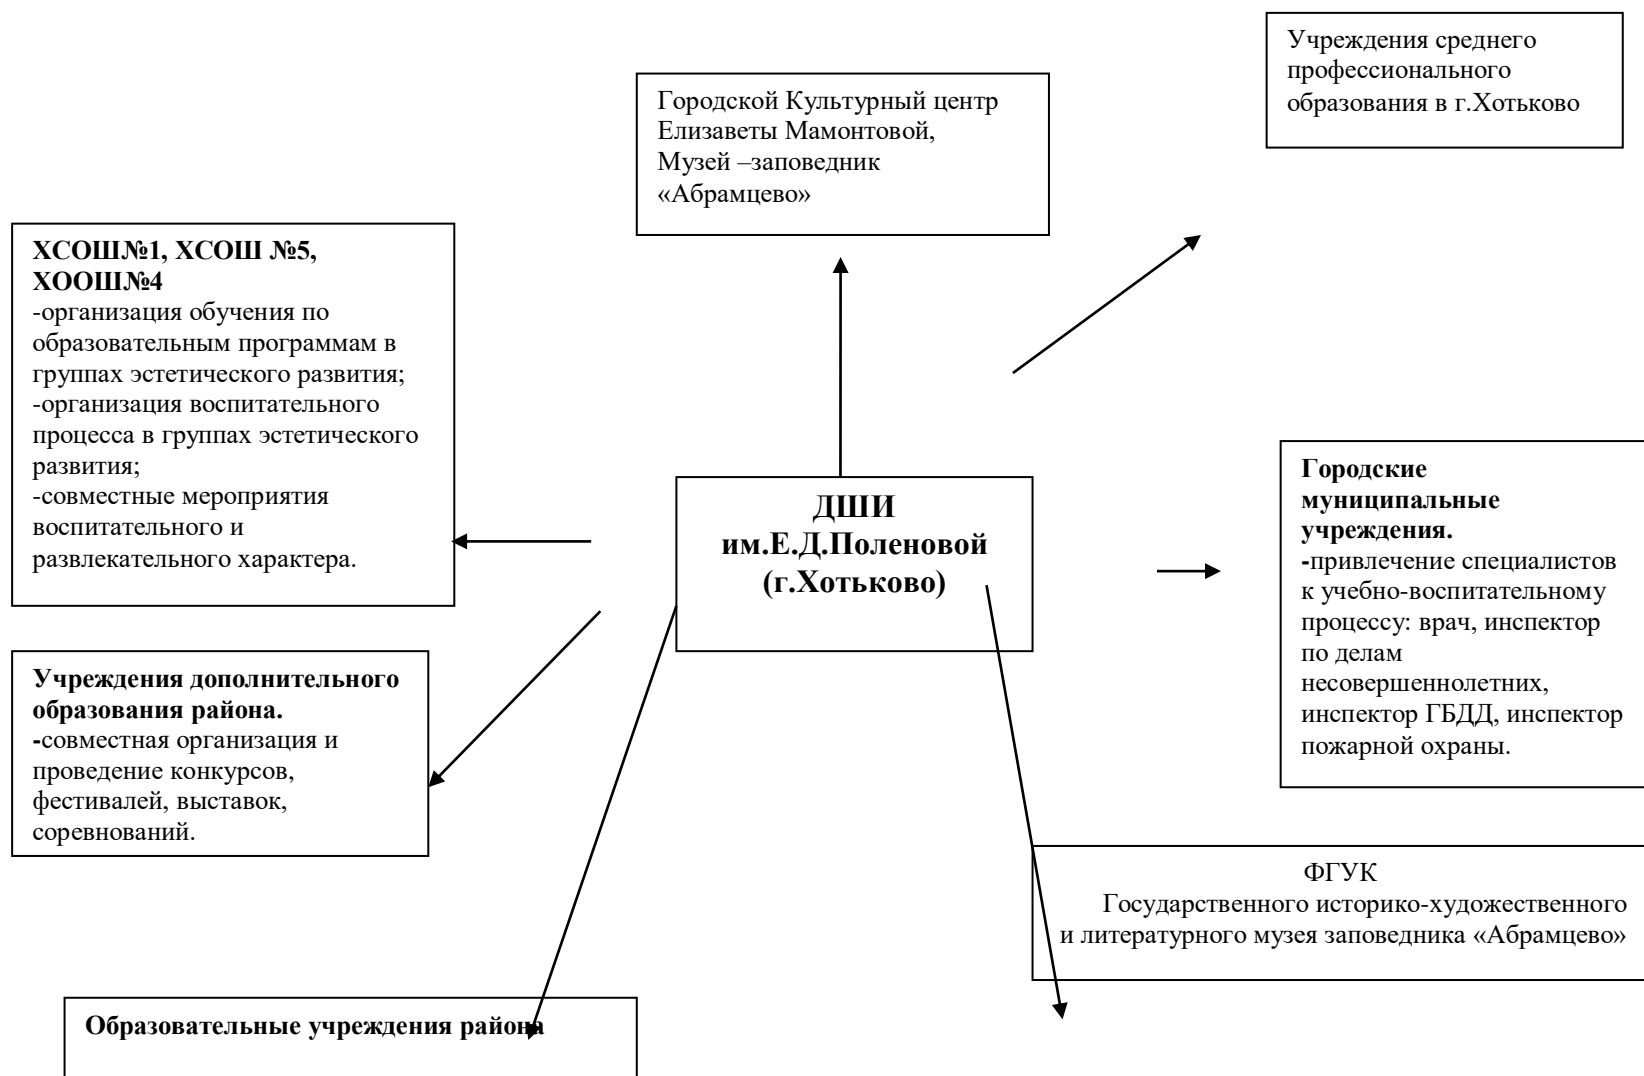 Учреждения среднего
профессионального
образования в г.Хотьково
Городской Культурный центр
Елизаветы Мамонтовой,
Музей –заповедник
«Абрамцево»
ХСОШ№1, ХСОШ №5,
ХООШ№4
-организация обучения по
образовательным программам в
группах эстетического развития;
-организация воспитательного
процесса в группах эстетического
развития;
-совместные мероприятия
воспитательного и
развлекательного характера.
ДШИ
им.Е.Д.Поленовой
(г.Хотьково)
Городские
муниципальные
учреждения.
-привлечение специалистов
к учебно-воспитательному
процессу: врач, инспектор
по делам
несовершеннолетних,
инспектор ГБДД, инспектор
пожарной охраны.
Учреждения дополнительного
образования района.
-совместная организация и
проведение конкурсов,
фестивалей, выставок,
соревнований.
ФГУК
Государственного историко-художественного
и литературного музея заповедника «Абрамцево»
Образовательные учреждения района